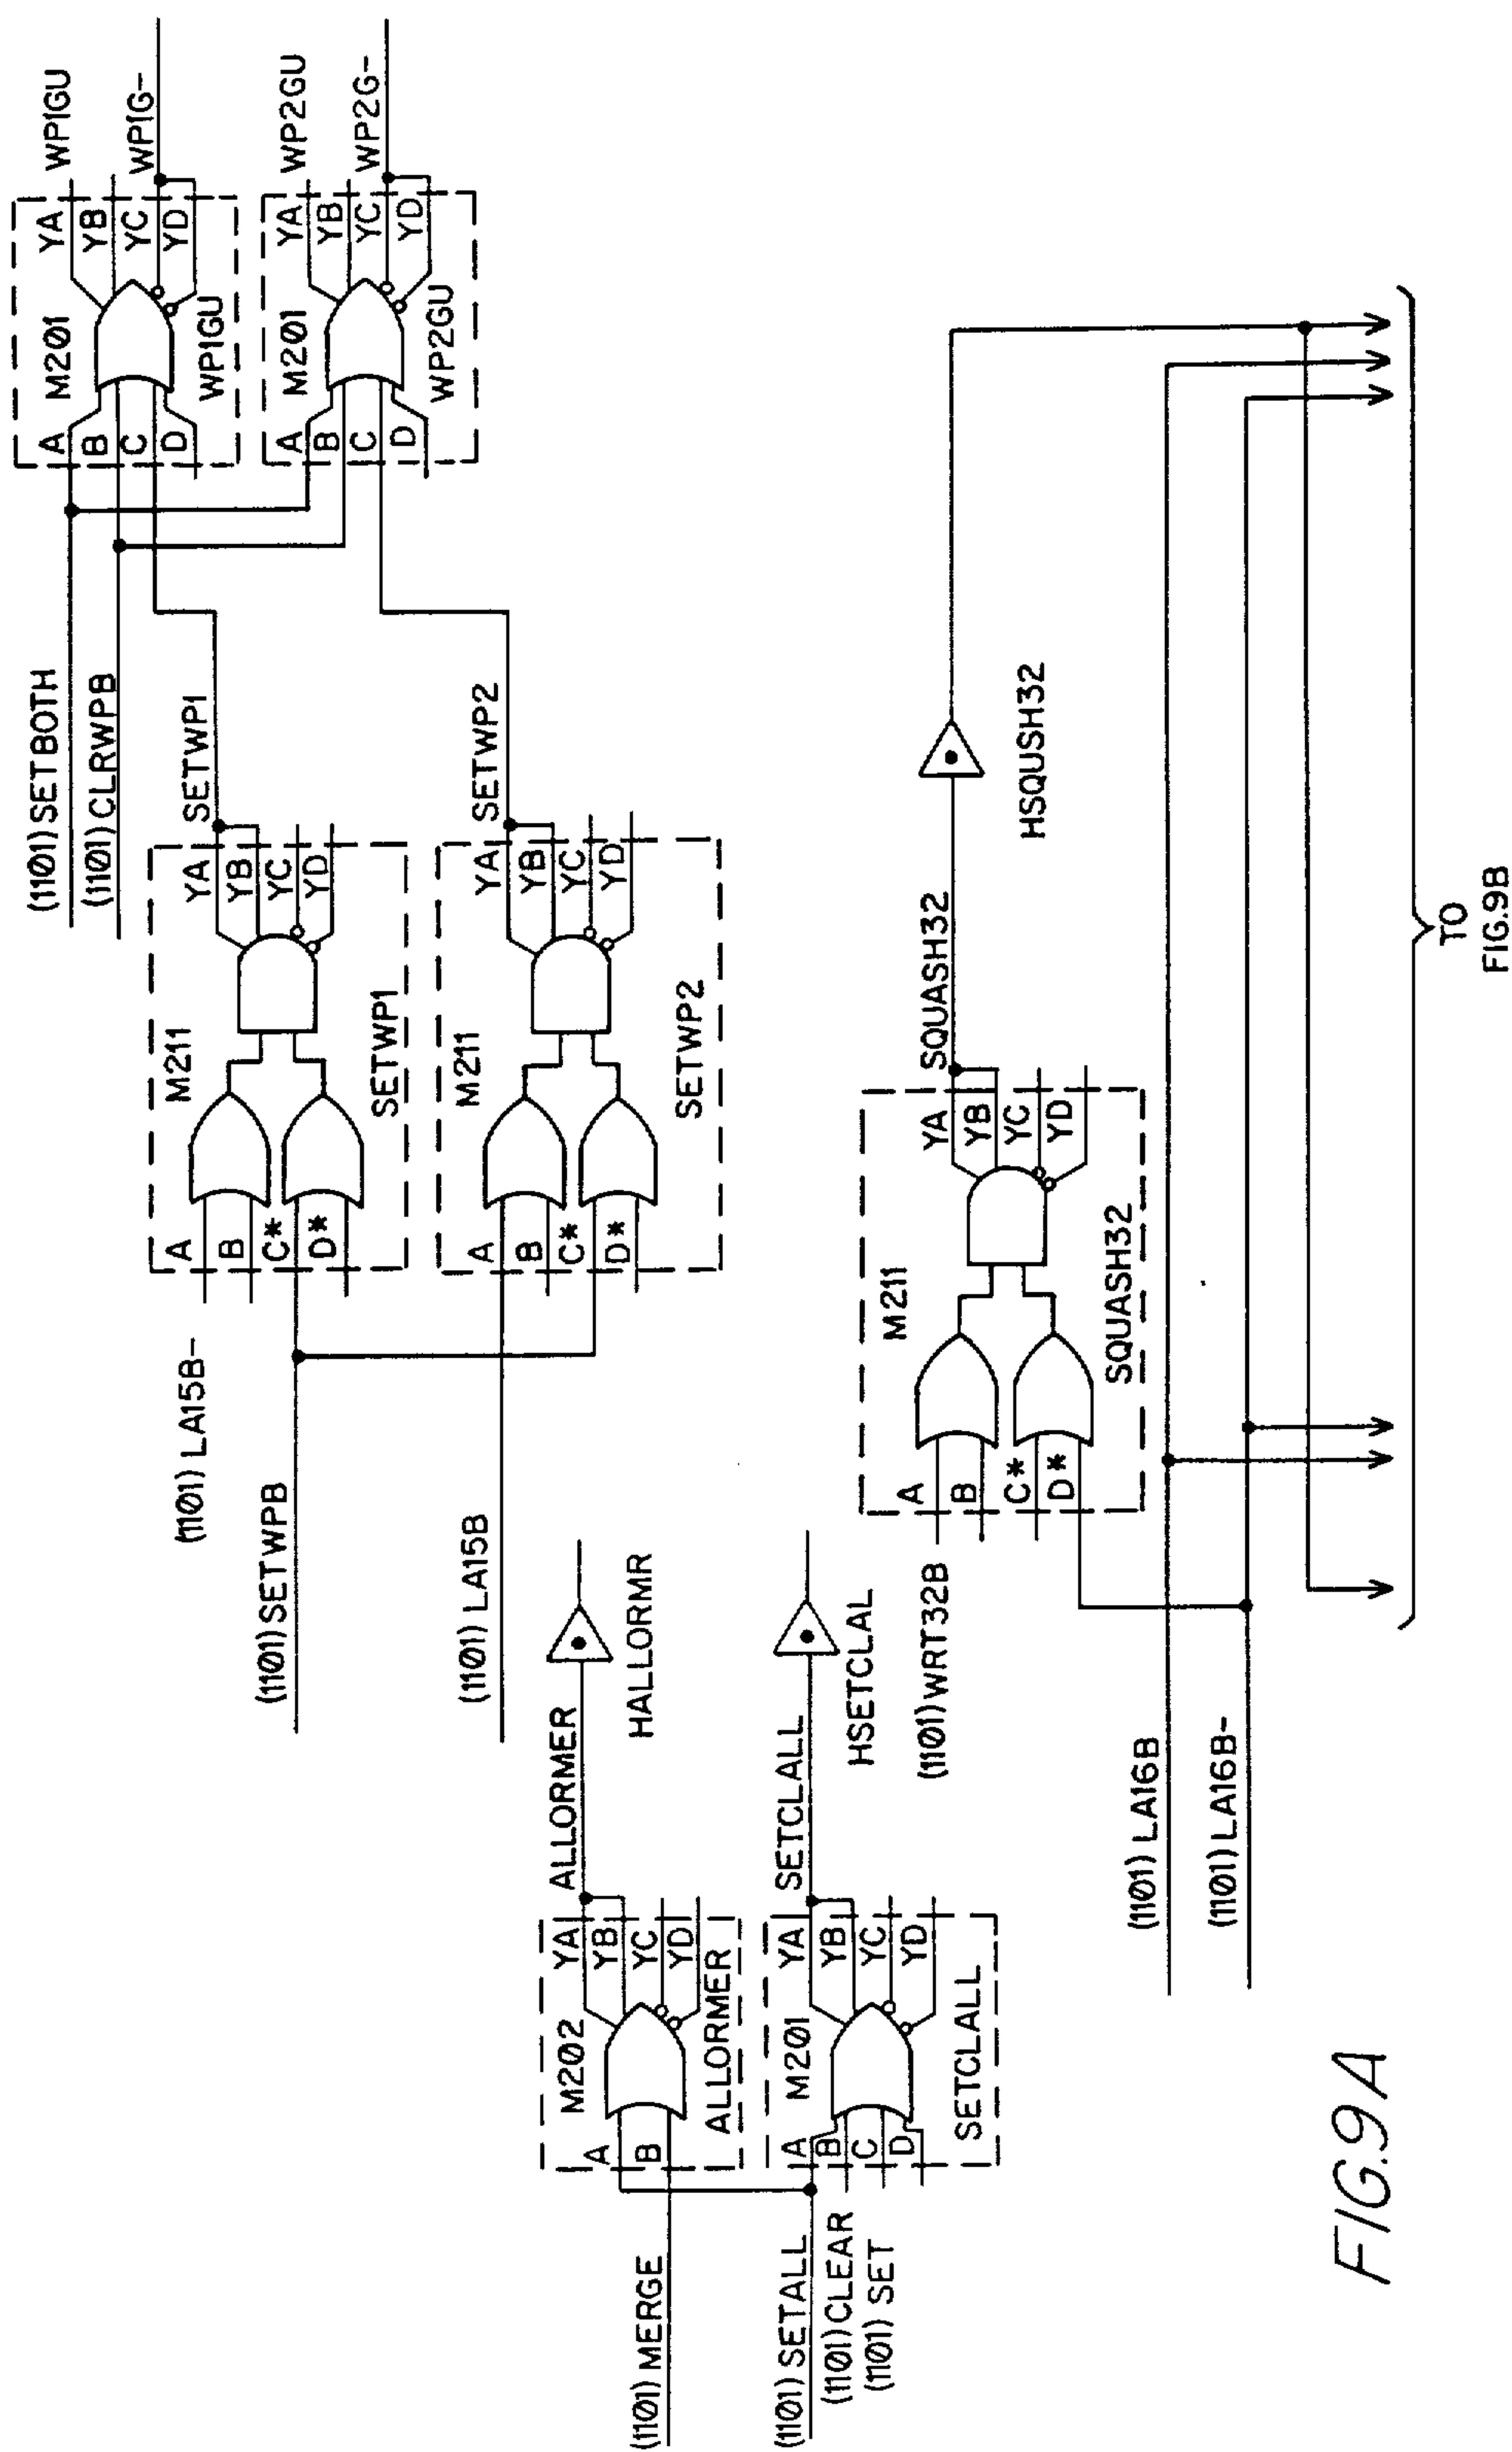 (1101) SETBOTH
(1101) CLRWPB
A
B
C
D
M201
WP1GU
YA
YB
YC
YD
WP1GU
WP1G-
A
B
C
D
M201
WP2GU
YA
YB
YC
YD
WP2GU
WP2G-
(1101) LA15B-
(1101) SETWPB
A
B
C*
D*
M211
SETWP1
YA
YB
YC
YD
SETWP1
(1101) LA15B
A
B
C*
D*
M211
SETWP2
YA
YB
YC
YD
SETWP2
(1101) MERGE
A
B
M202
ALLORMER
YA
YB
YC
YD
ALLORMER
HALLORMR
(1101) SETALL
(1101) CLEAR
(1101) SET
A
B
C
D
M201
SETCLALL
YA
YB
YC
YD
SETCLALL
HSETCLAL
(1101) WRT32B
A
B
C*
D*
M211
SQUASH32
YA
YB
YC
YD
SQUASH32
HSQUSH32
(1101) LA16B
(1101) LA16B-
TO
FIG.9B
FIG.9A